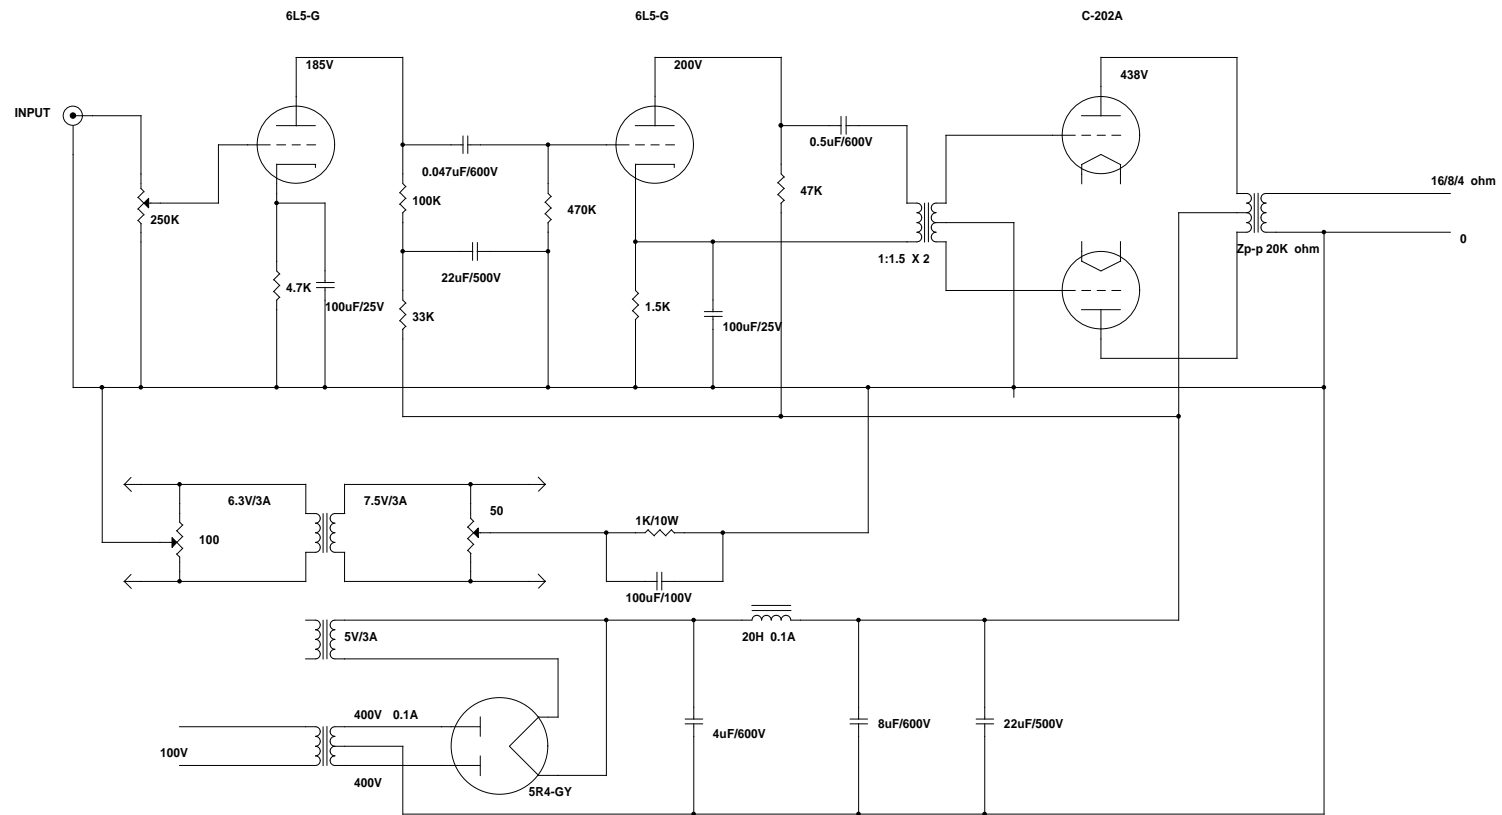 6L5-G
6L5-G
C-202A
185V
200V
438V
INPUT
0.5uF/600V
0.047uF/600V
16/8/4 ohm
47K
100K
470K
250K
0
Zp-p 20K ohm
1:1.5 X 2
22uF/500V
4.7K
100uF/25V
1.5K
33K
100uF/25V
6.3V/3A
7.5V/3A
50
1K/10W
100
100uF/100V
5V/3A
20H 0.1A
400V 0.1A
4uF/600V
8uF/600V
22uF/500V
100V
400V
5R4-GY